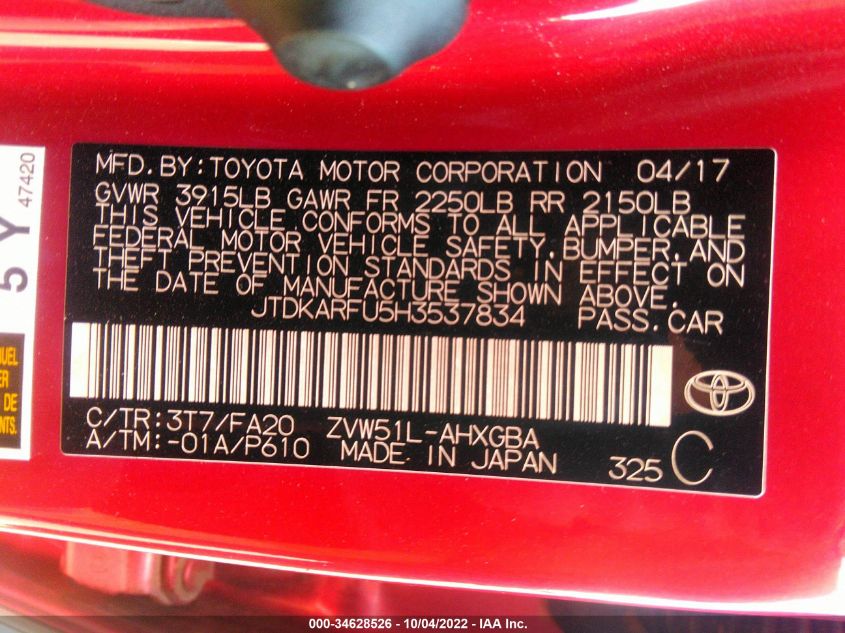 MFD.BY:TOYOTA MOTOR CORPORATION 04/17
GVWR 3915LB GAWR FR 2250LB RR 2150LB
THIS VEHICLE CONFORMS TO ALL APPLICABLE
FEDERAL MOTOR VEHICLE SAFETY,BUMPER,AND
THEFT PREVENTION STANDARDS IN EFFECT ON
THE DATE OF MANUFACTURE SHOWN ABOVE.
JTDKARFU5H3537834 PASS.CAR
C/TR:3T7/FA20 ZVW51L-AHXGBA
A/TM:-01A/P610 MADE IN JAPAN 325 C
5 Y
47420
DE
000-34628526 - 10/04/2022 - IAA Inc.